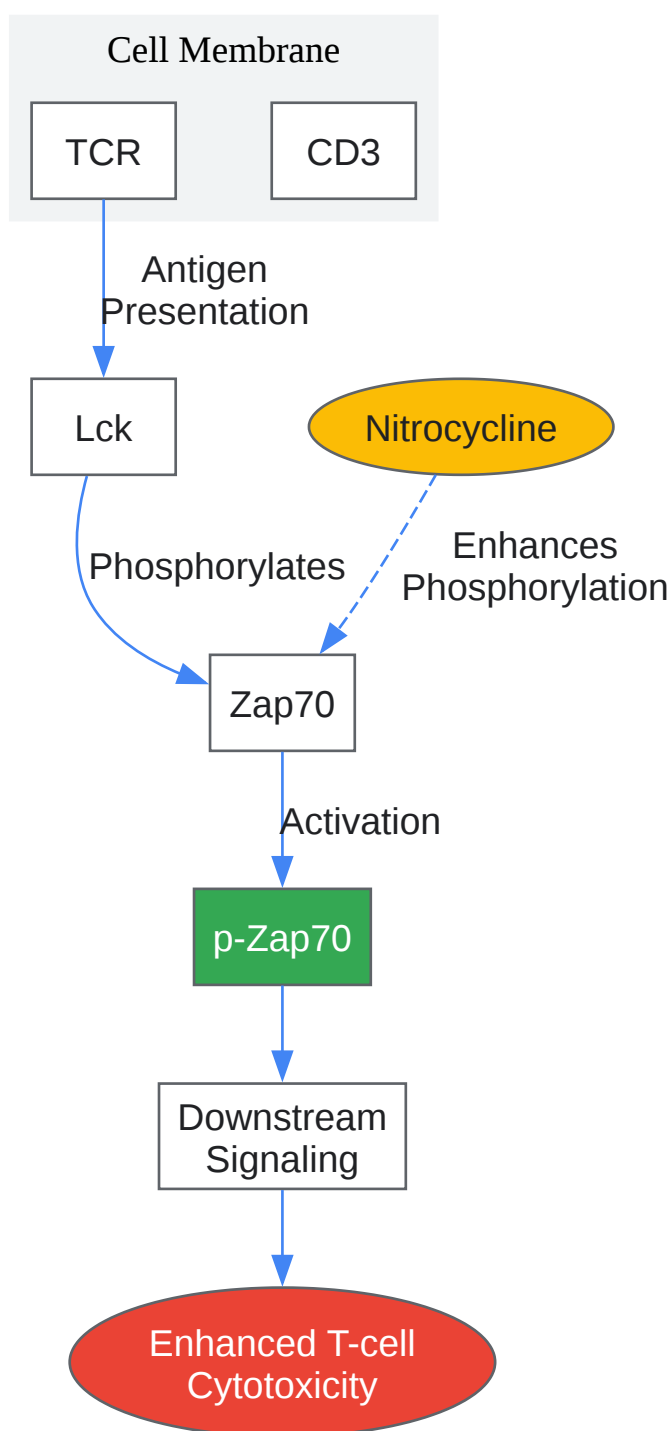 Cell Membrane
TCR
CD3
Antigen
Presentation
Lck
Nitrocycline
Phosphorylates
Enhances
Phosphorylation
Zap70
Activation
p-Zap70
Downstream
Signaling
Enhanced T-cell
Cytotoxicity